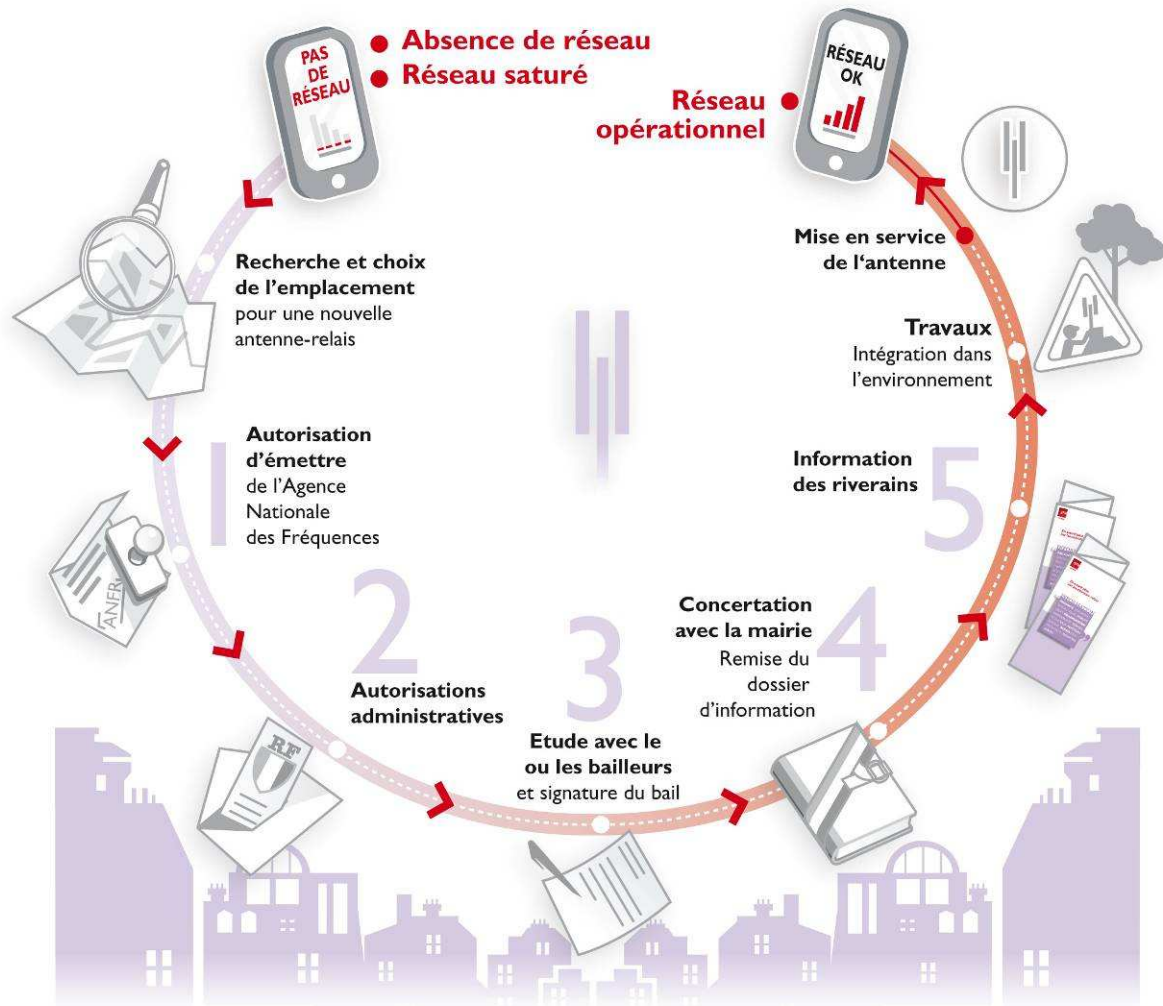 PAS
DE
RÉSEAU
Absence de réseau
Réseau saturé
Recherche et choix
de l'emplacement
pour une nouvelle
antenne-relais
1
Autorisation
d'émettre
de l'Agence
Nationale
des Fréquences
ANFR
2
Autorisations
administratives
RF
3
Etude avec le
ou les bailleurs
et signature du bail
4
Concertation
avec la mairie
Remise du
dossier
d'information
5
Information
des riverains
Travaux
Intégration dans
l'environnement
Mise en service
de l'antenne
Réseau
opérationnel
RÉSEAU
OK